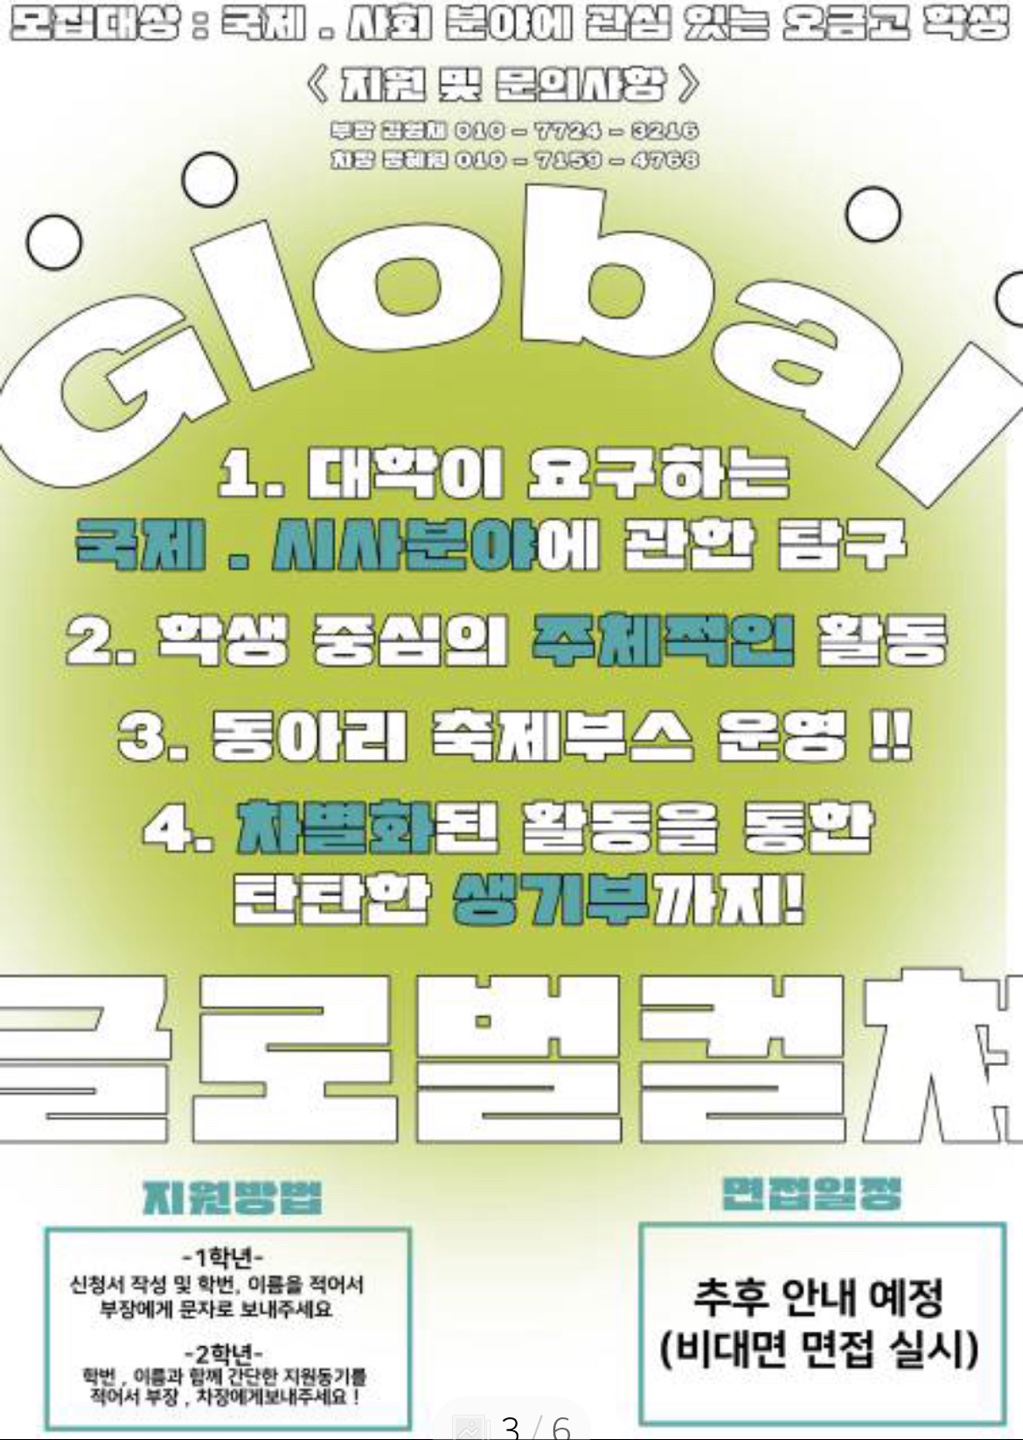 모집대상 : 국제 . 사회 분야에 관심 있는 오금고 학생
〈 지원 및 문의사항 〉
부장 김영채 010 - 7724 - 3216
차장 공혜원 010 - 7159 - 4768
Global
1. 대학이 요구하는
국제 . 시사분야에 관한 탐구
2. 학생 중심의 주체적인 활동
3. 동아리 축제부스 운영 !!
4. 차별화된 활동을 통한
탄탄한 생기부까지!
글로벌컬쳐
지원방법
-1학년-
신청서 작성 및 학번, 이름을 적어서
부장에게 문자로 보내주세요
-2학년-
학번 , 이름과 함께 간단한 지원동기를
적어서 부장 , 차장에게보내주세요 !
면접일정
추후 안내 예정
(비대면 면접 실시)
3 / 6